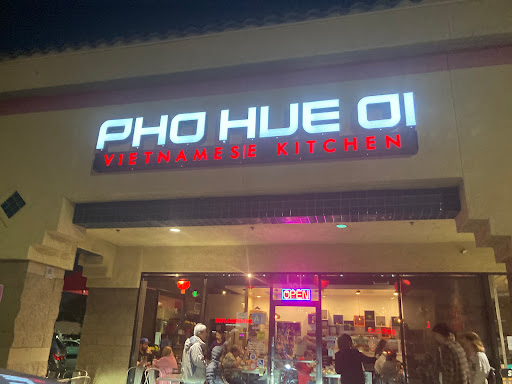 PHO HUE OI
VIETNAMESE KITCHEN
OPEN